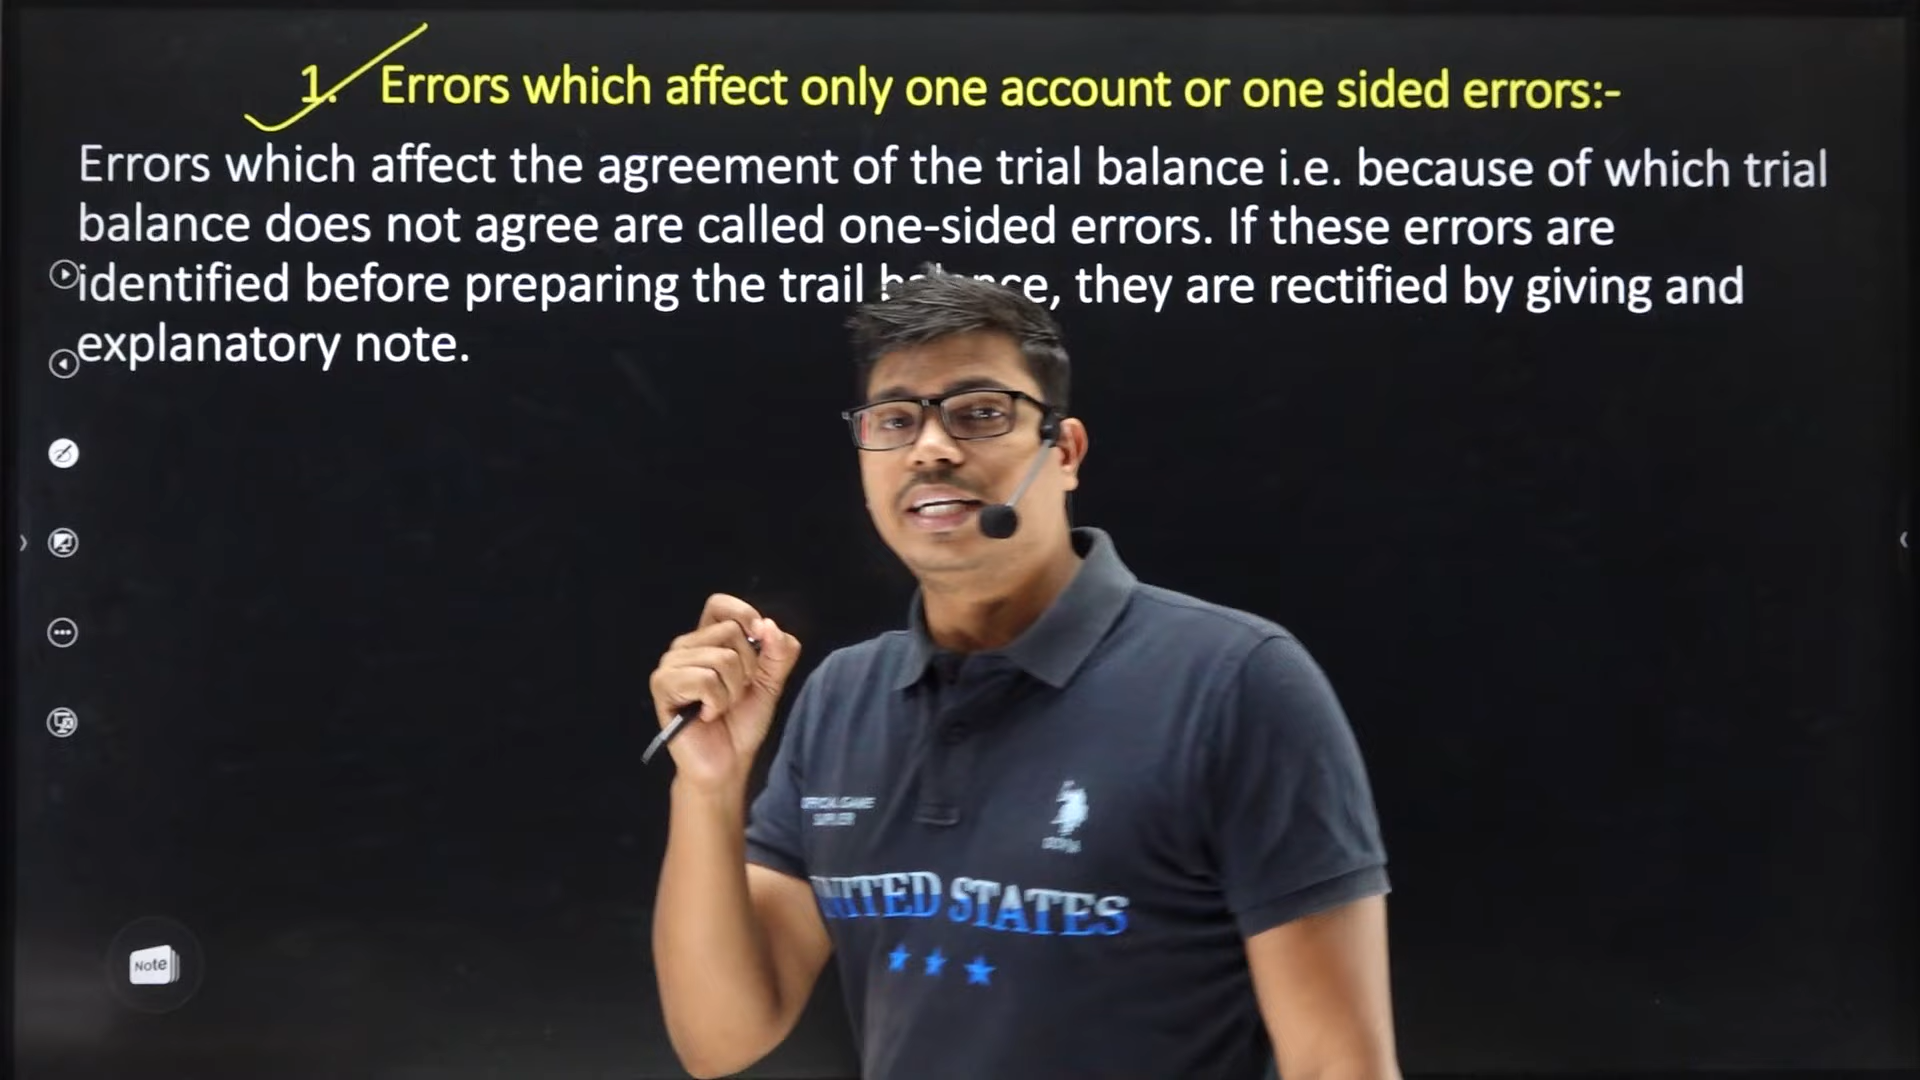 1. Errors which affect only one account or one sided errors:-
Errors which affect the agreement of the trial balance i.e. because of which trial
balance does not agree are called one-sided errors. If these errors are
identified before preparing the trail balance, they are rectified by giving and
explanatory note.
UNITED STATES
Note